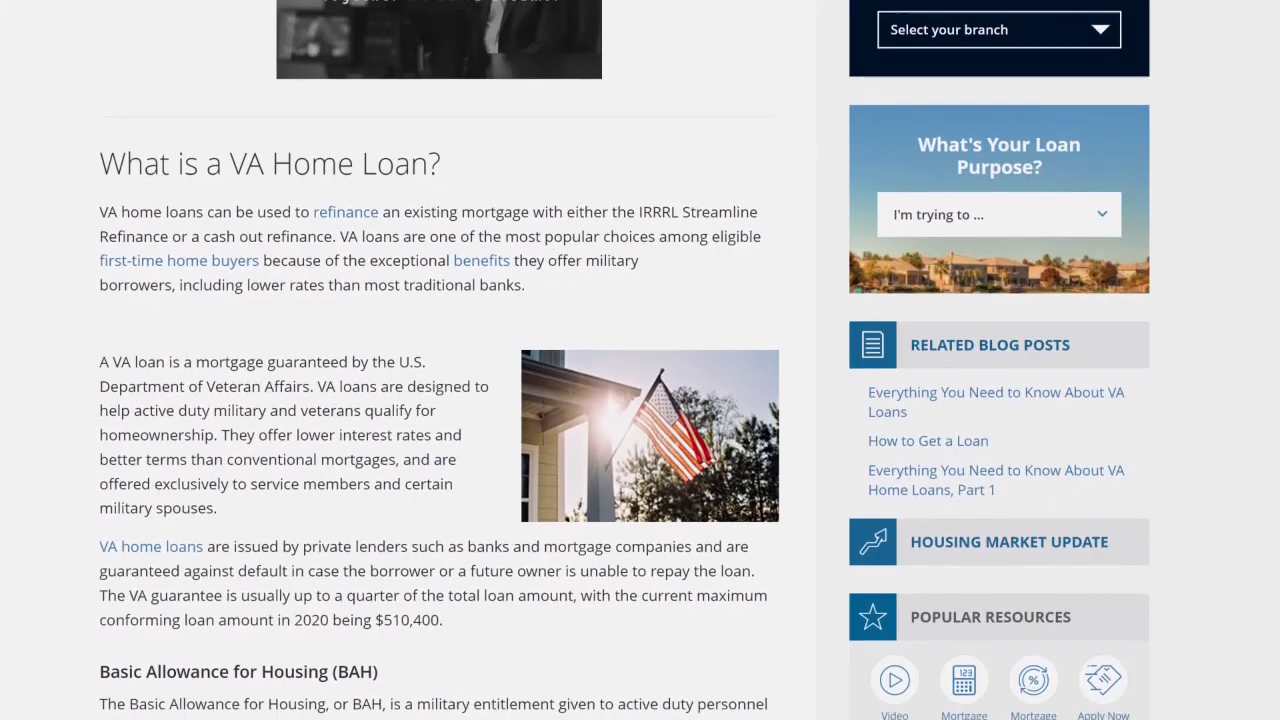 Select your branch
What is a VA Home Loan?
VA home loans can be used to refinance an existing mortgage with either the IRRRL Streamline
Refinance or a cash out refinance. VA loans are one of the most popular choices among eligible
first-time home buyers because of the exceptional benefits they offer military
borrowers, including lower rates than most traditional banks.
A VA loan is a mortgage guaranteed by the U.S.
Department of Veteran Affairs. VA loans are designed to
help active duty military and veterans qualify for
homeownership. They offer lower interest rates and
better terms than conventional mortgages, and are
offered exclusively to service members and certain
military spouses.
VA home loans are issued by private lenders such as banks and mortgage companies and are
guaranteed against default in case the borrower or a future owner is unable to repay the loan.
The VA guarantee is usually up to a quarter of the total loan amount, with the current maximum
conforming loan amount in 2020 being $510,400.
Basic Allowance for Housing (BAH)
The Basic Allowance for Housing, or BAH, is a military entitlement given to active duty personnel
What's Your Loan
Purpose?
I'm trying to ...
RELATED BLOG POSTS
Everything You Need to Know About VA
Loans
How to Get a Loan
Everything You Need to Know About VA
Home Loans, Part 1
HOUSING MARKET UPDATE
POPULAR RESOURCES
123
%
Video
Mortgage
Mortgage
Apply Now